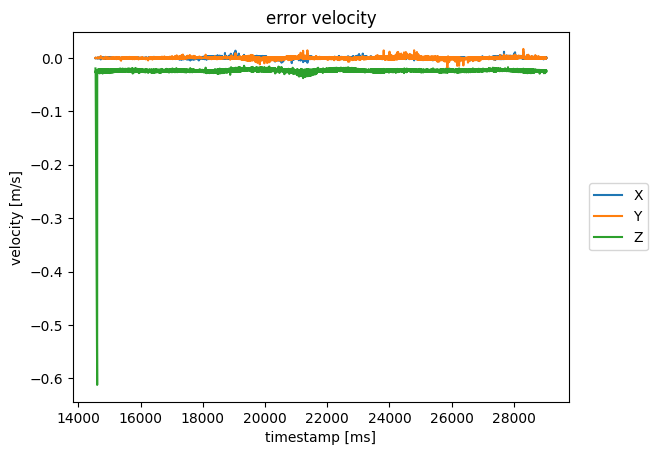 error velocity
0.0
−0.1
−0.2
−0.3
−0.4
−0.5
−0.6
velocity [m/s]
14000 16000 18000 20000 22000 24000 26000 28000
timestamp [ms]
X
Y
Z